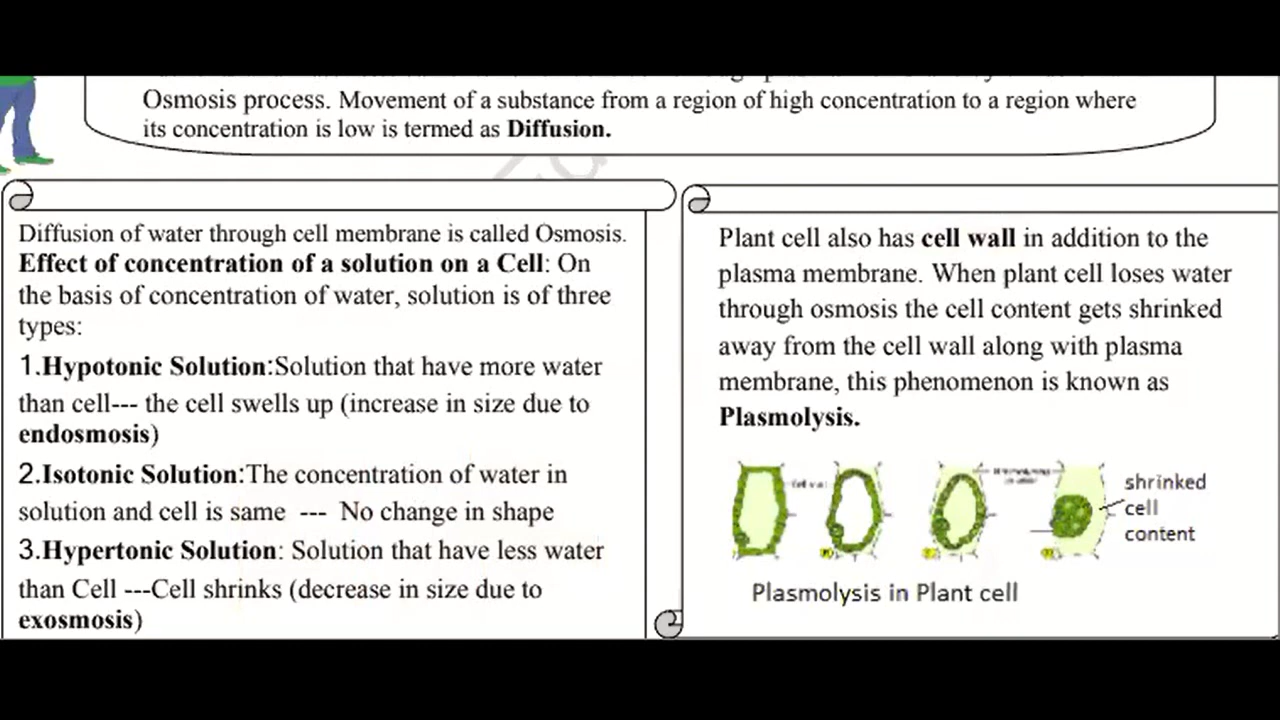 Osmosis process. Movement of a substance from a region of high concentration to a region where
its concentration is low is termed as Diffusion.
Diffusion of water through cell membrane is called Osmosis.
Effect of concentration of a solution on a Cell: On
the basis of concentration of water, solution is of three
types:
1.Hypotonic Solution:Solution that have more water
than cell--- the cell swells up (increase in size due to
endosmosis)
2.Isotonic Solution:The concentration of water in
solution and cell is same --- No change in shape
3.Hypertonic Solution: Solution that have less water
than Cell ---Cell shrinks (decrease in size due to
exosmosis)
Plant cell also has cell wall in addition to the
plasma membrane. When plant cell loses water
through osmosis the cell content gets shrinked
away from the cell wall along with plasma
membrane, this phenomenon is known as
Plasmolysis.
shrinked
cell
content
Plasmolysis in Plant cell